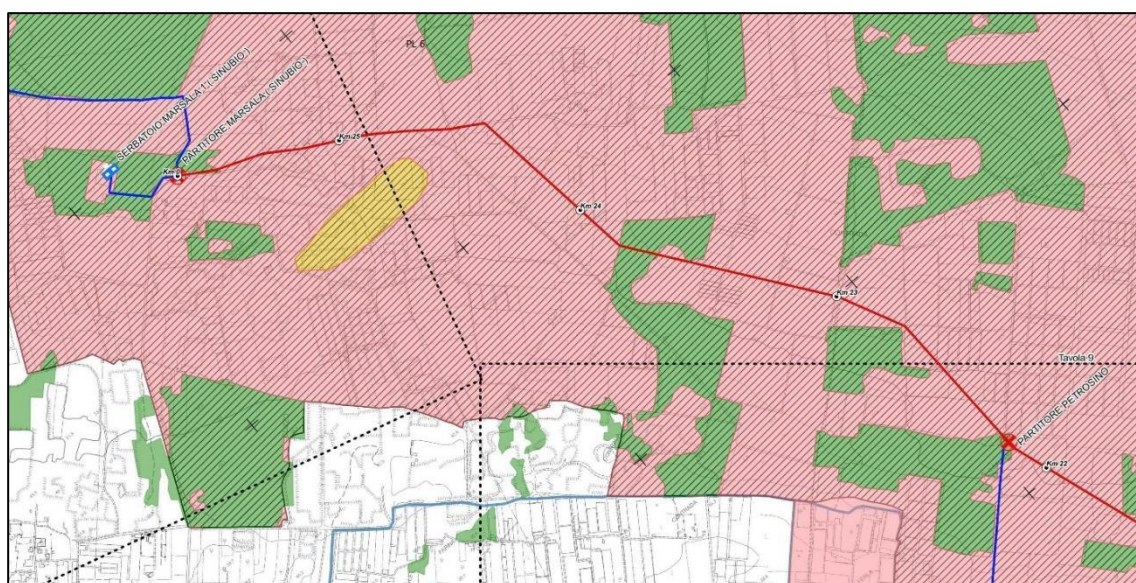 PL 6
SERBATOIO MARSALA 1 ( SINUBIO )
PARTITORE MARSALA ( SINUBIO )
Km 25
Km 24
Km 23
Tavola 9
PARTITORE PETROSINO
Km 22